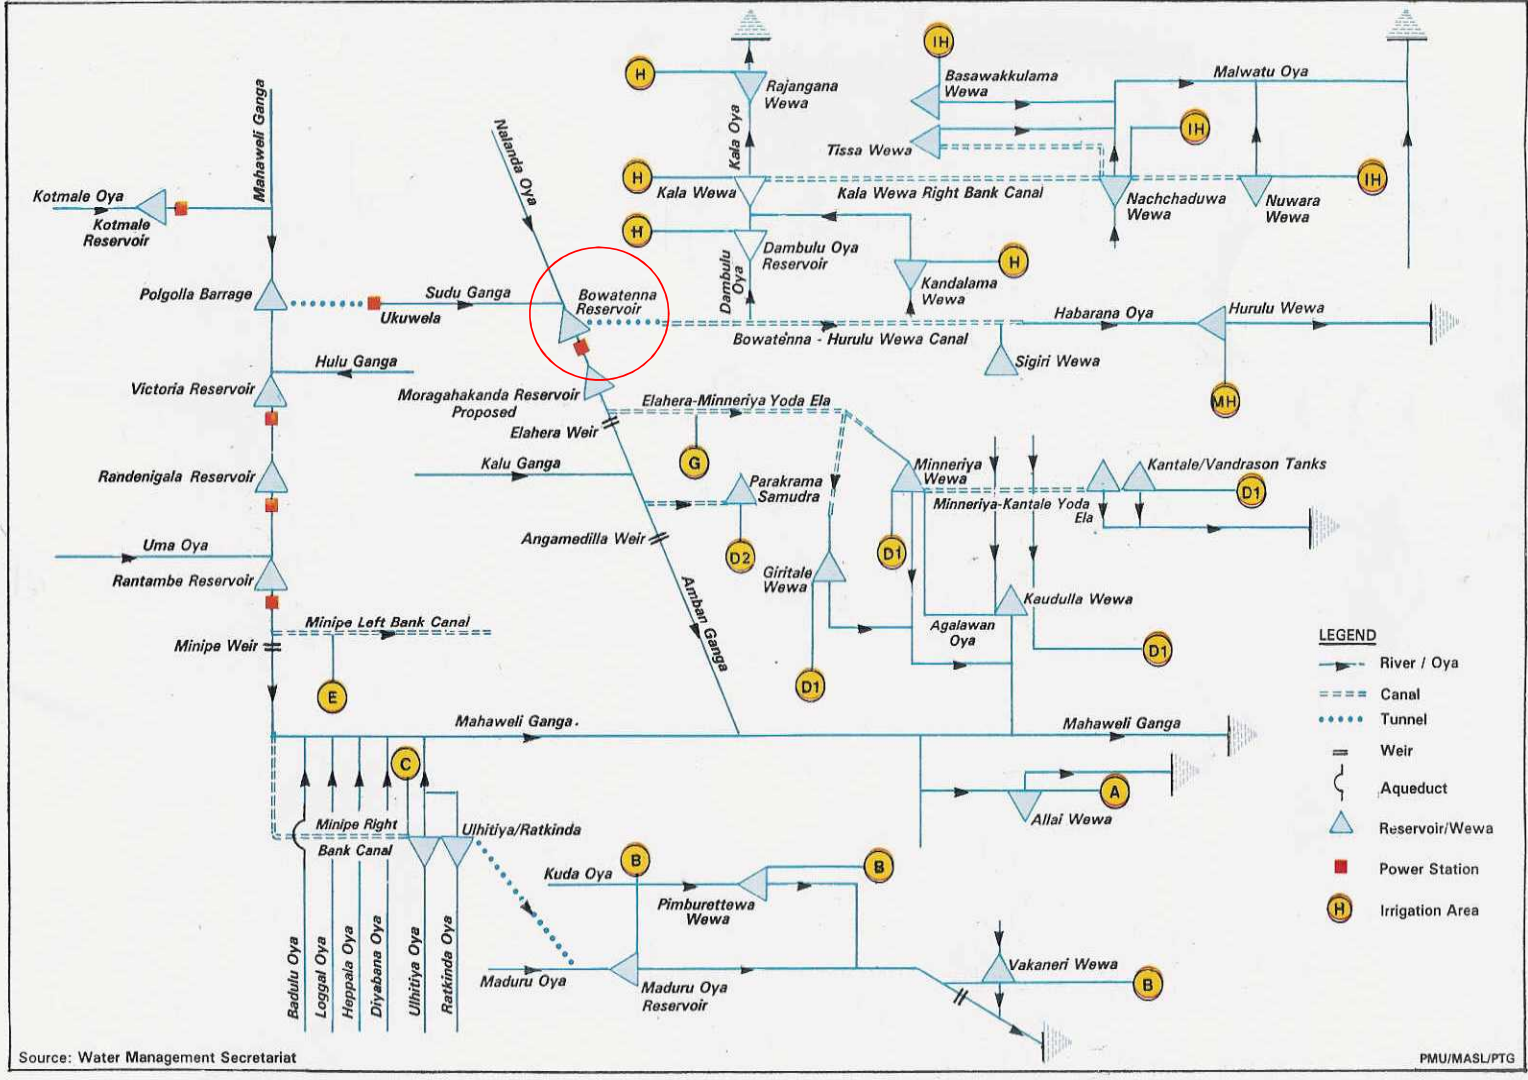 Mahaweli Ganga
Kotmale Oya
Kotmale
Reservoir
Polgolla Barrage
Ukuwela
Sudu Ganga
Nalanda Oya
Bowatenna
Reservoir
Hulu Ganga
Victoria Reservoir
Moragahakanda Reservoir
Proposed
Elahera Weir
Randenigala Reservoir
Kalu Ganga
Uma Oya
Rantambe Reservoir
Angamedilla Weir
Minipe Left Bank Canal
Minipe Weir
E
Amban Ganga
H
Rajangana
Wewa
Kala Oya
H
Kala Wewa
Kala Wewa Right Bank Canal
H
Dambulu Oya
Reservoir
Dambulu
Oya
Kandalama
Wewa
H
IH
Basawakkulama
Wewa
Tissa Wewa
Malwatu Oya
IH
Nachchaduwa
Wewa
Nuwara
Wewa
IH
Bowatenna - Hurulu Wewa Canal
Habarana Oya
Hurulu Wewa
Sigiri Wewa
MH
Elahera-Minneriya Yoda Ela
G
Parakrama
Samudra
D2
Minneriya
Wewa
Minneriya-Kantale Yoda
Ela
Kantale/Vandrason Tanks
D1
D1
Giritale
Wewa
D1
Agalawan
Oya
Kaudulla Wewa
D1
Mahaweli Ganga.
Mahaweli Ganga
C
Minipe Right
Bank Canal
Ulhitiya/Ratkinda
Badulu Oya
Loggal Oya
Heppala Oya
Diyabana Oya
Ulhitiya Oya
Ratkinda Oya
A
Allai Wewa
Kuda Oya
B
Pimburettewa
Wewa
B
Maduru Oya
Maduru Oya
Reservoir
Vakaneri Wewa
B
LEGEND
River / Oya
Canal
Tunnel
Weir
Aqueduct
Reservoir/Wewa
Power Station
H
Irrigation Area
Source: Water Management Secretariat
PMU/MASL/PTG